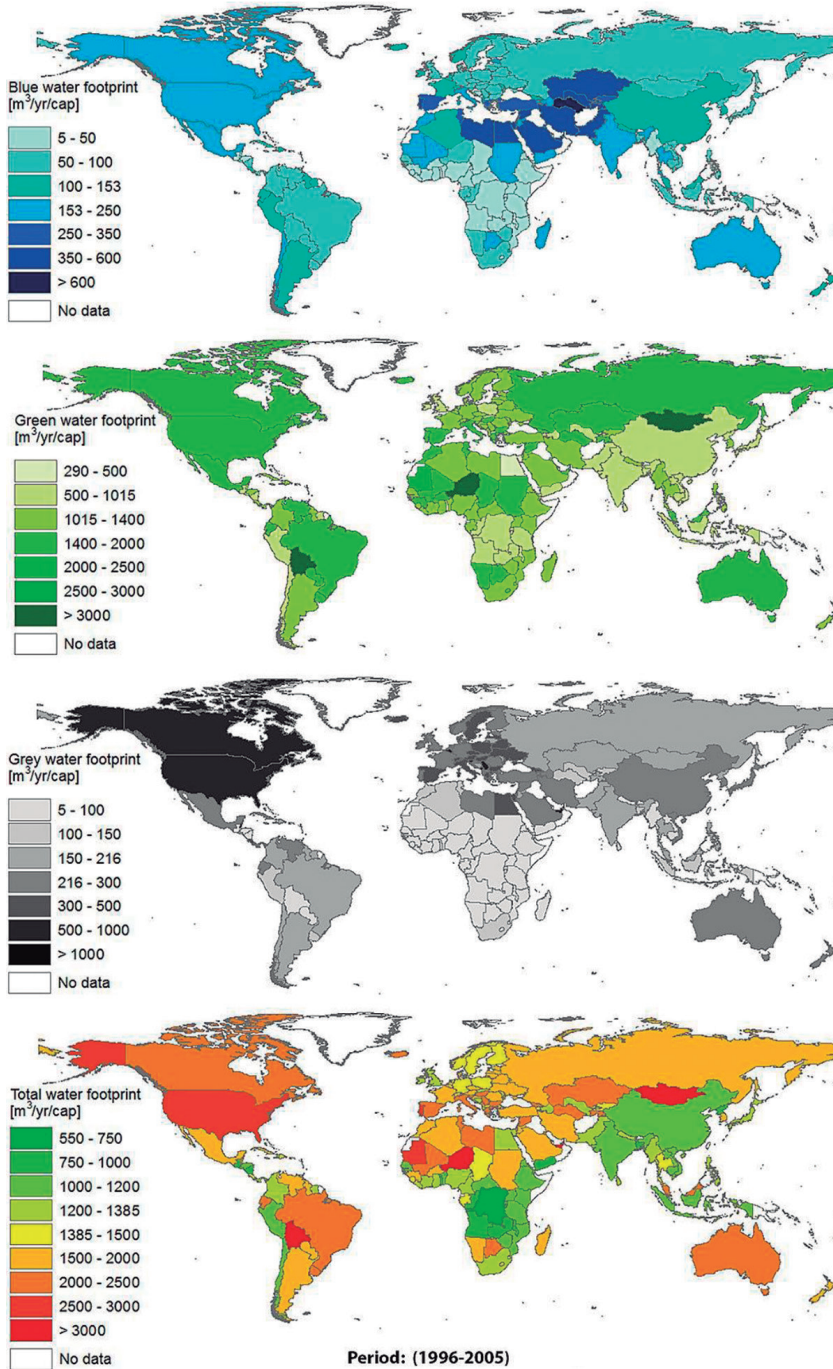 Blue water footprint
[m³/yr/cap]
5 - 50
50 - 100
100 - 153
153 - 250
250 - 350
350 - 600
> 600
No data
Green water footprint
[m³/yr/cap]
290 - 500
500 - 1015
1015 - 1400
1400 - 2000
2000 - 2500
2500 - 3000
> 3000
No data
Grey water footprint
[m³/yr/cap]
5 - 100
100 - 150
150 - 216
216 - 300
300 - 500
500 - 1000
> 1000
No data
Total water footprint
[m³/yr/cap]
550 - 750
750 - 1000
1000 - 1200
1200 - 1385
1385 - 1500
1500 - 2000
2000 - 2500
2500 - 3000
> 3000
No data
Period: (1996-2005)